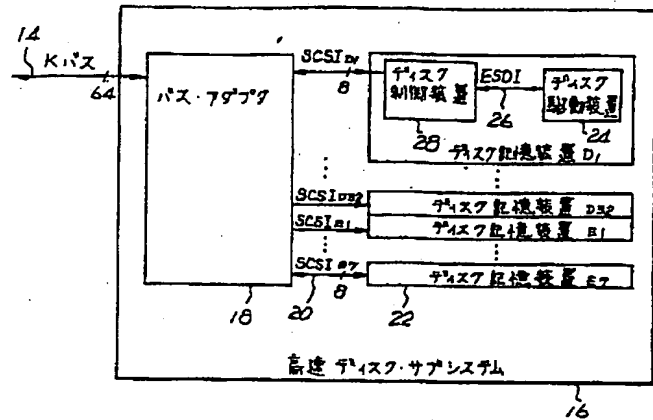 14
Kバス
64
バス・アダプタ
18
SCSI D1
8
ディスク
制御装置
28
ESDI
26
ディスク
駆動装置
24
ディスク記憶装置 D1
SCSI D32
ディスク記憶装置 D32
SCSI E1
ディスク記憶装置 E1
SCSI E7
20
8
ディスク記憶装置 E7
22
高速ディスク・サブシステム
16